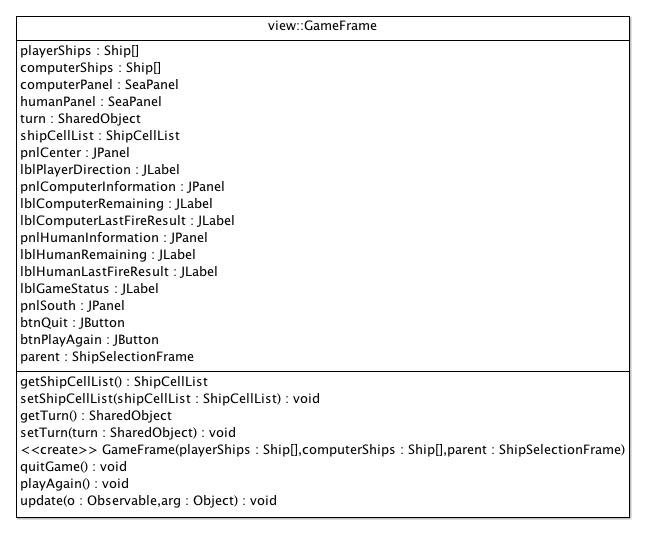 view::GameFrame
playerShips : Ship[]
computerShips : Ship[]
computerPanel : SeaPanel
humanPanel : SeaPanel
turn : SharedObject
shipCellList : ShipCellList
pnlCenter : JPanel
lblPlayerDirection : JLabel
pnlComputerInformation : JPanel
lblComputerRemaining : JLabel
lblComputerLastFireResult : JLabel
pnlHumanInformation : JPanel
lblHumanRemaining : JLabel
lblHumanLastFireResult : JLabel
lblGameStatus : JLabel
pnlSouth : JPanel
btnQuit : JButton
btnPlayAgain : JButton
parent : ShipSelectionFrame
getShipCellList() : ShipCellList
setShipCellList(shipCellList : ShipCellList) : void
getTurn() : SharedObject
setTurn(turn : SharedObject) : void
<<create>> GameFrame(playerShips : Ship[],computerShips : Ship[],parent : ShipSelectionFrame)
quitGame() : void
playAgain() : void
update(o : Observable,arg : Object) : void